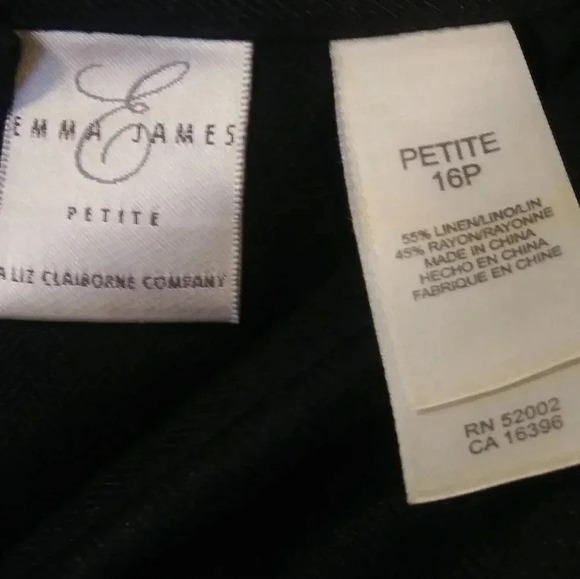 E
EMMA JAMES
PETITE
A LIZ CLAIBORNE COMPANY
PETITE
16P
55% LINEN/LINO/LIN
45% RAYON/RAYONNE
MADE IN CHINA
HECHO EN CHINA
FABRIQUE EN CHINE
RN 52002
CA 16396